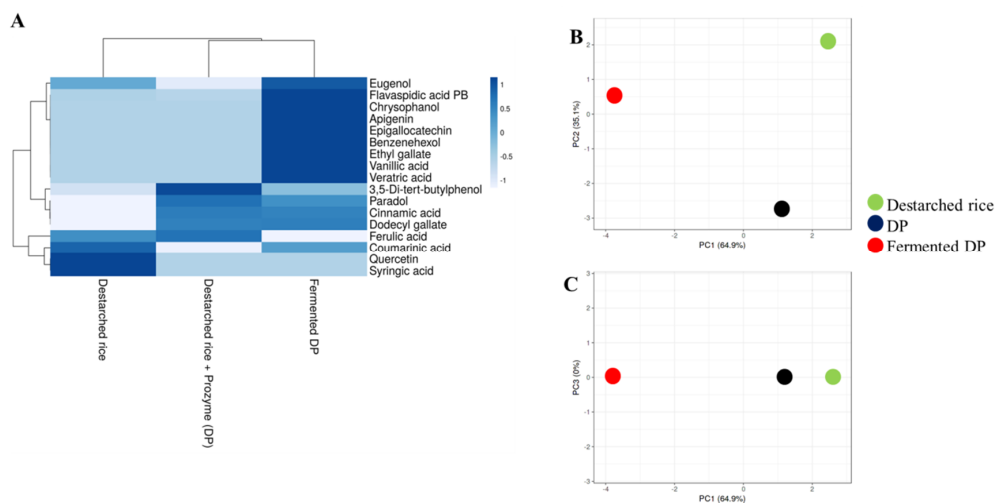 A
Eugenol
Flavaspidic acid PB
Chrysophanol
Apigenin
Epigallocatechin
Benzenehexol
Ethyl gallate
Vanillic acid
Veratric acid
3,5-Di-tert-butylphenol
Paradol
Cinnamic acid
Dodecyl gallate
Ferulic acid
Coumarinic acid
Quercetin
Syringic acid
1
0.5
0
-0.5
-1
Destarched rice
Destarched rice + Prozyme (DP)
Fermented DP
B
PC2 (35.1%)
2
1
0
-1
-2
-3
-4
-2
0
2
PC1 (64.9%)
Destarched rice
DP
Fermented DP
C
PC3 (0%)
3
2
1
0
-1
-2
-3
-4
-2
0
2
PC1 (64.9%)